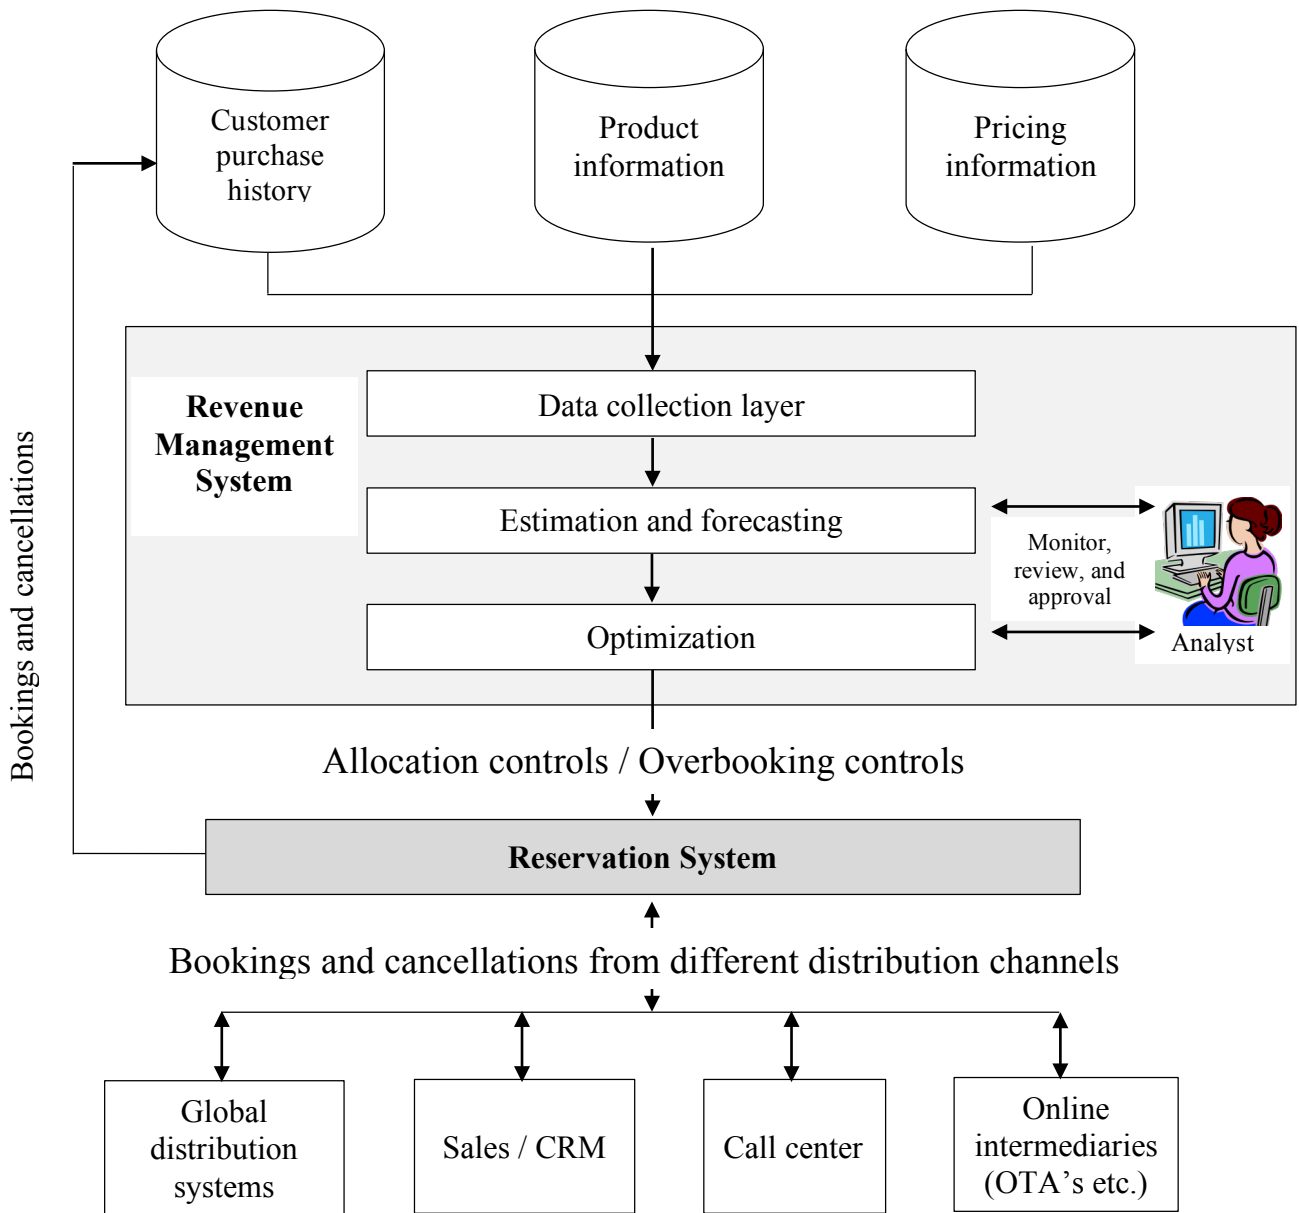 Customer
purchase
history
Product
information
Pricing
information
Revenue
Management
System
Data collection layer
Estimation and forecasting
Optimization
Monitor,
review, and
approval
Analyst
Bookings and cancellations
Allocation controls / Overbooking controls
Reservation System
Bookings and cancellations from different distribution channels
Global
distribution
systems
Sales / CRM
Call center
Online
intermediaries
(OTA’s etc.)